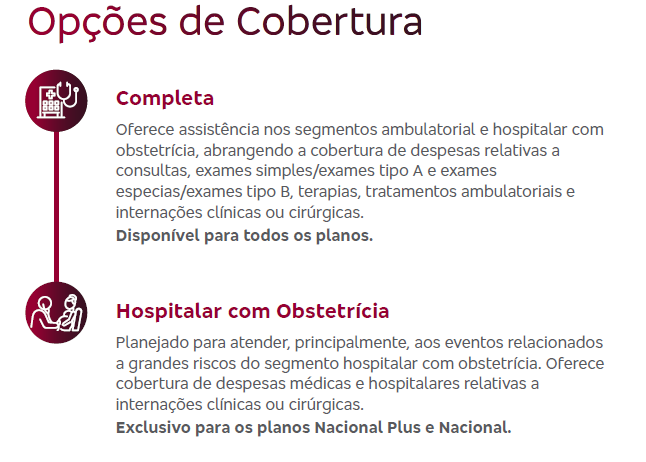 Opções de Cobertura
Completa
Oferece assistência nos segmentos ambulatorial e hospitalar com
obstetrícia, abrangendo a cobertura de despesas relativas a
consultas, exames simples/exames tipo A e exames
especias/exames tipo B, terapias, tratamentos ambulatoriais e
internações clínicas ou cirúrgicas.
Disponível para todos os planos.
Hospitalar com Obstetrícia
Planejado para atender, principalmente, aos eventos relacionados
a grandes riscos do segmento hospitalar com obstetrícia. Oferece
cobertura de despesas médicas e hospitalares relativas a
internações clínicas ou cirúrgicas.
Exclusivo para os planos Nacional Plus e Nacional.